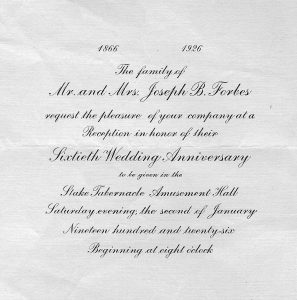 1866 1926
The family of
Mr. and Mrs. Joseph B. Forbes
request the pleasure of your company at a
Reception in honor of their
Sixtieth Wedding Anniversary
to be given in the
Stake Tabernacle Amusement Hall
Saturday evening, the second of January
Nineteen hundred and twenty-six
Beginning at eight oclock